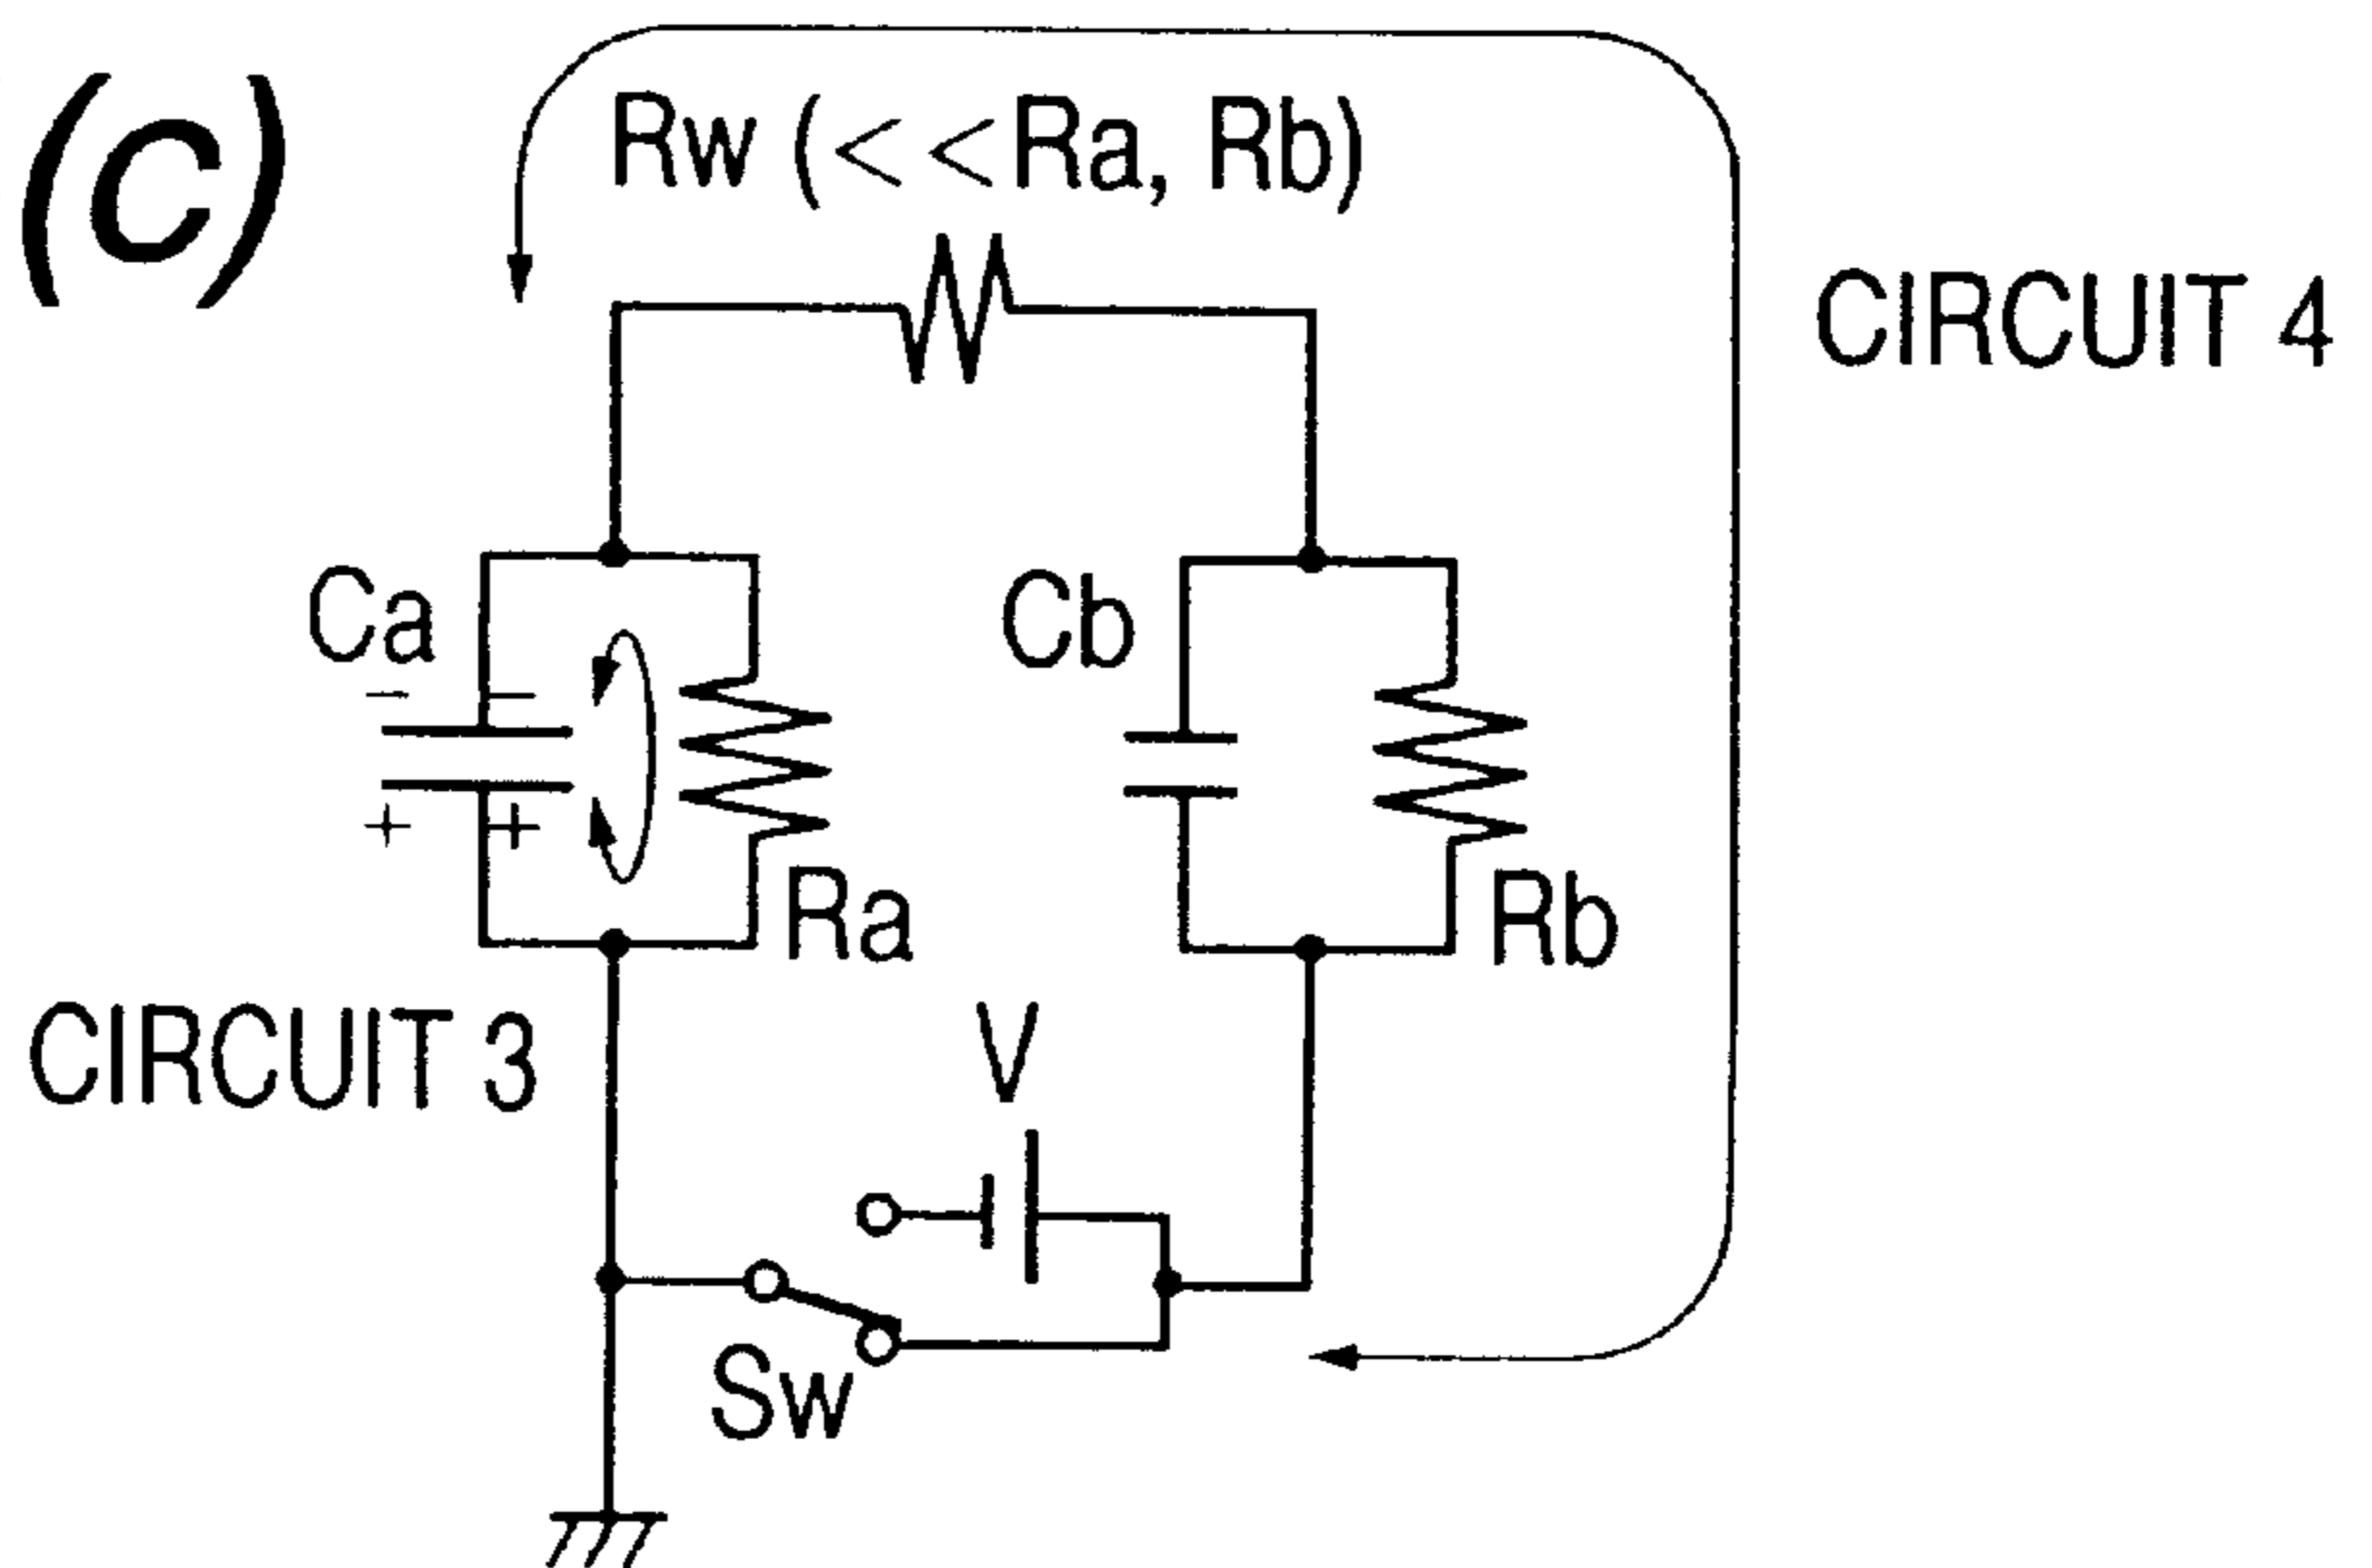 (c)
Rw (<<Ra, Rb)
CIRCUIT 4
Ca
Cb
− −
+ +
Ra
Rb
CIRCUIT 3
V
Sw